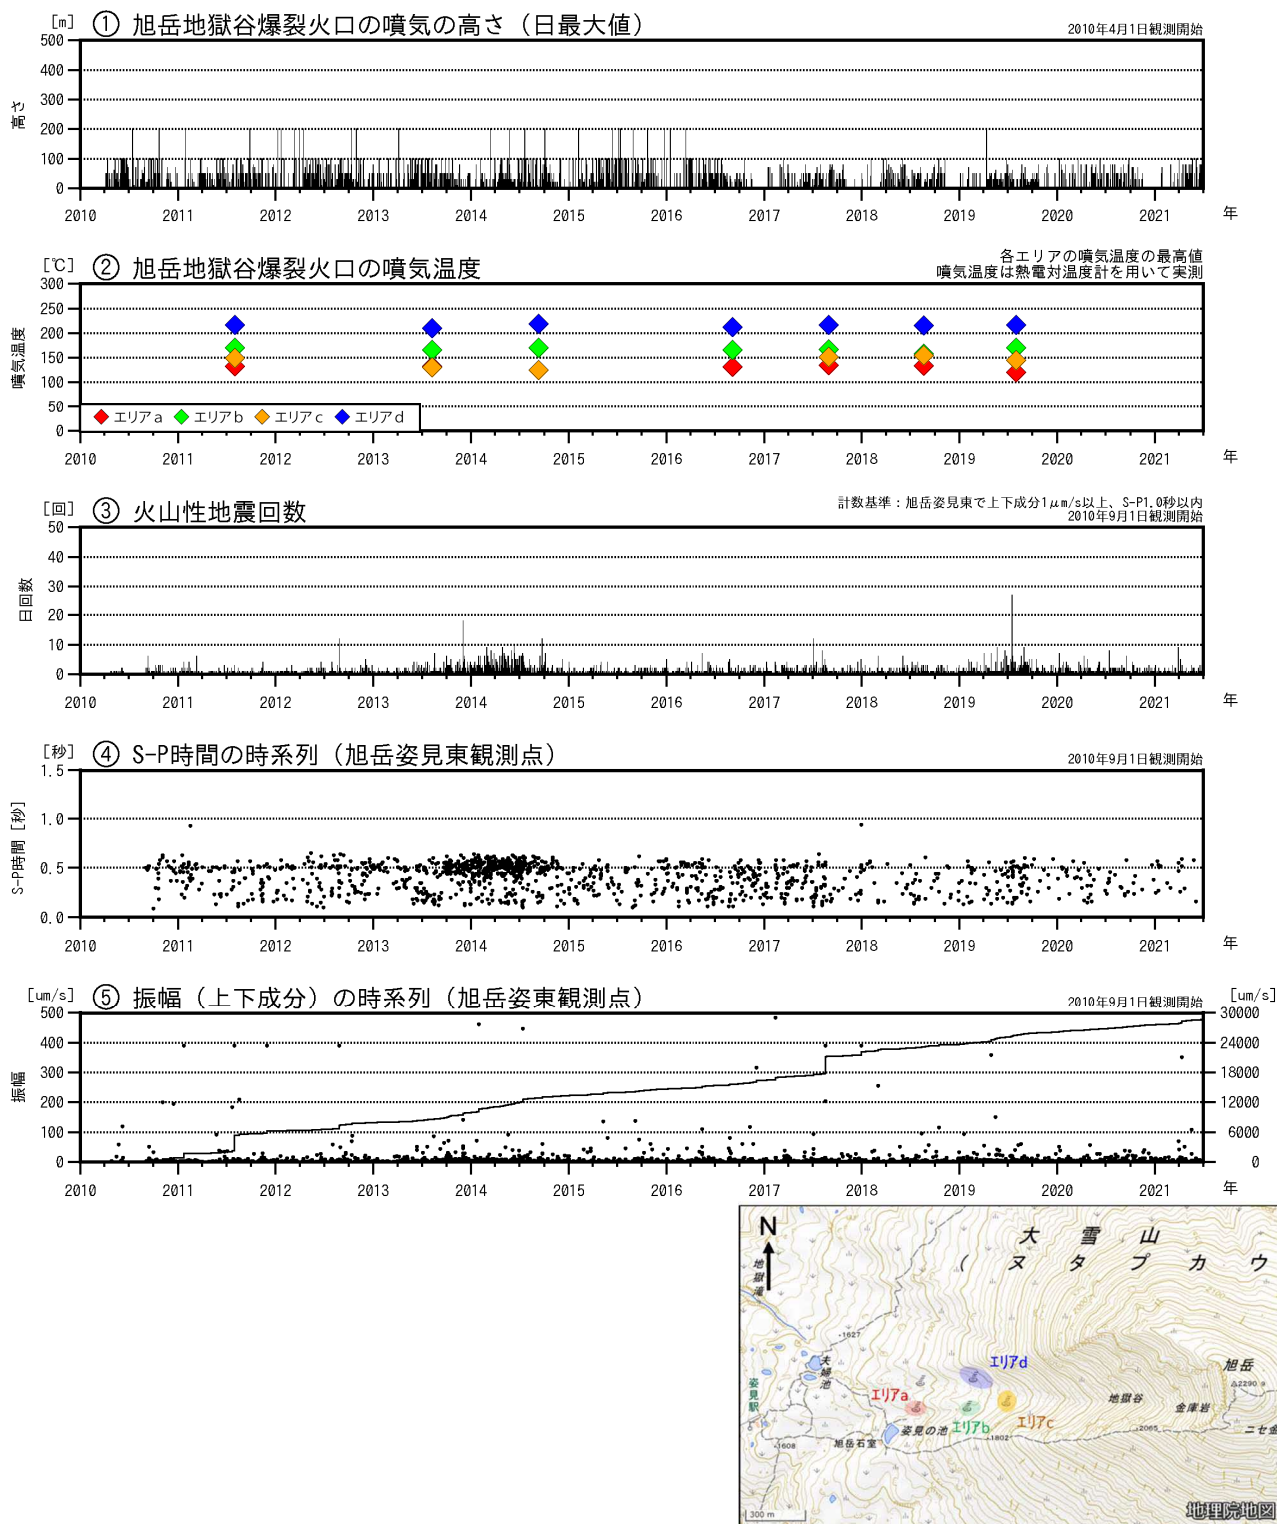 [m] ① 旭岳地獄谷爆裂火口の噴気の高さ（日最大値）
2010年4月1日観測開始
500
400
300
200
100
0
高さ
2010 2011 2012 2013 2014 2015 2016 2017 2018 2019 2020 2021 年
[℃] ② 旭岳地獄谷爆裂火口の噴気温度
各エリアの噴気温度の最高値
噴気温度は熱電対温度計を用いて実測
300
250
200
150
100
50
0
噴気温度
エリアa エリアb エリアc エリアd
2010 2011 2012 2013 2014 2015 2016 2017 2018 2019 2020 2021 年
[回] ③ 火山性地震回数
計数基準：旭岳姿見東で上下成分1μm/s以上、S-P1.0秒以内
2010年9月1日観測開始
50
40
30
20
10
0
日回数
2010 2011 2012 2013 2014 2015 2016 2017 2018 2019 2020 2021 年
[秒] ④ S-P時間の時系列（旭岳姿見東観測点）
2010年9月1日観測開始
1.5
1.0
0.5
0.0
S-P時間[秒]
2010 2011 2012 2013 2014 2015 2016 2017 2018 2019 2020 2021 年
[um/s] ⑤ 振幅（上下成分）の時系列（旭岳姿東観測点）
2010年9月1日観測開始
[um/s]
500 30000
400 24000
300 18000
200 12000
100 6000
0 0
振幅
2010 2011 2012 2013 2014 2015 2016 2017 2018 2019 2020 2021 年
N
大雪山
（ヌタプカウ
地獄滝
1627
夫婦池
姿見駅
エリアd
エリアa
エリアb
エリアc
旭岳
2290.9
地獄谷
金庫岩
姿見の池
旭岳石室
1608
1802
2065
ニセ金
300 m
地理院地図